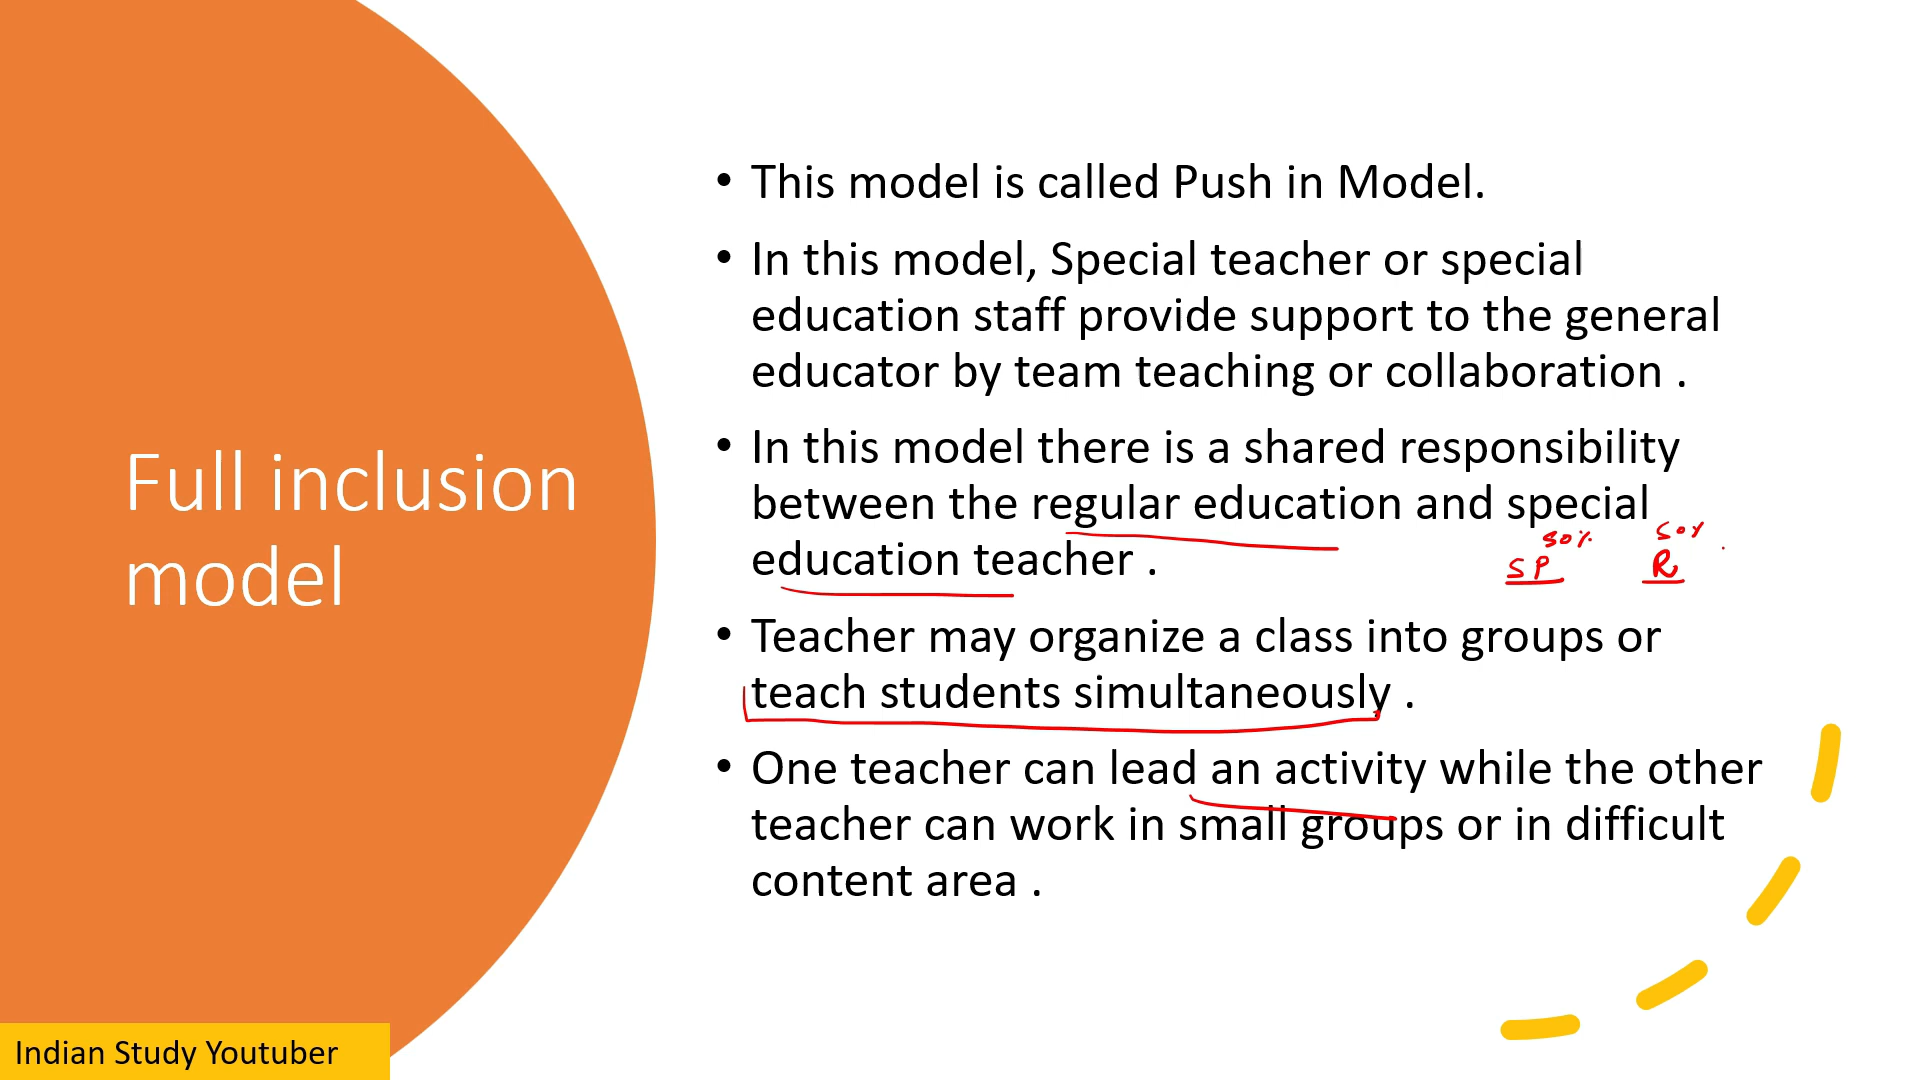 Full inclusion
model
• This model is called Push in Model.
• In this model, Special teacher or special
education staff provide support to the general
educator by team teaching or collaboration .
• In this model there is a shared responsibility
between the regular education and special
education teacher .
50% 50%
SP R
• Teacher may organize a class into groups or
teach students simultaneously .
• One teacher can lead an activity while the other
teacher can work in small groups or in difficult
content area .
Indian Study Youtuber